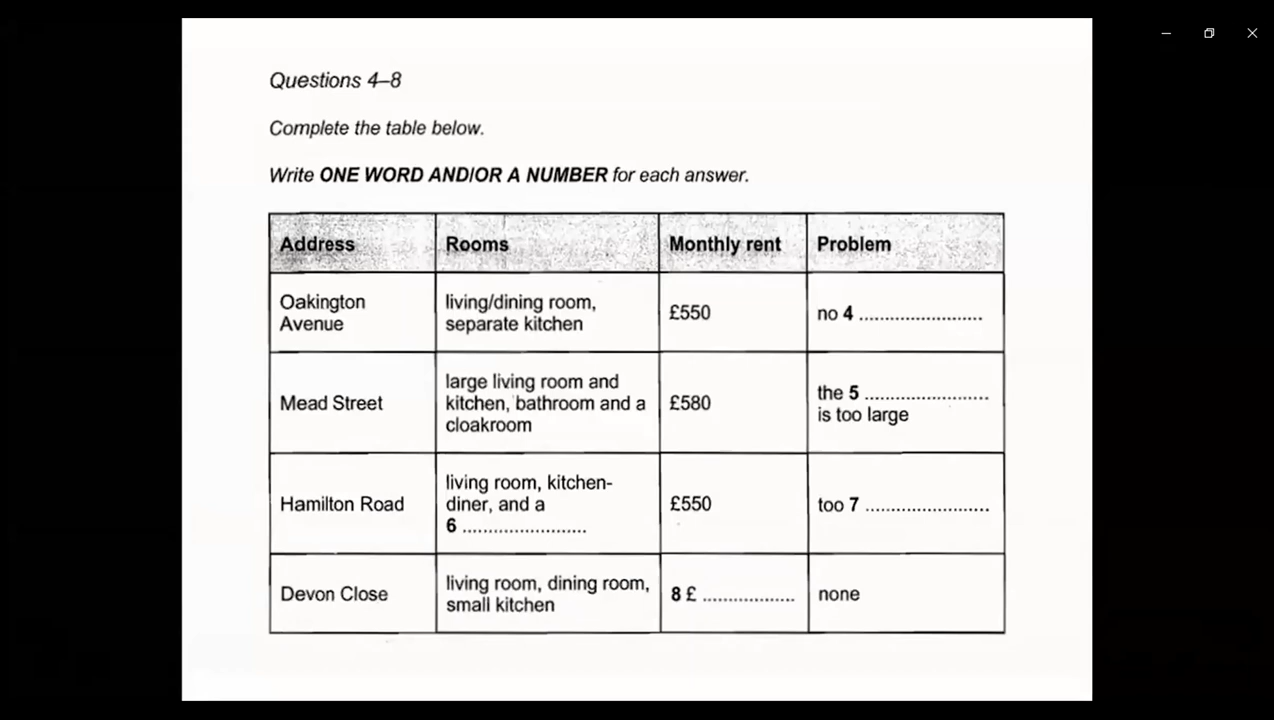 Questions 4–8
Complete the table below.
Write ONE WORD AND/OR A NUMBER for each answer.
Address Rooms Monthly rent Problem
Oakington
Avenue
living/dining room,
separate kitchen
£550
no 4 ........................
Mead Street
large living room and
kitchen, bathroom and a
cloakroom
£580
the 5 ........................
is too large
Hamilton Road
living room, kitchen-
diner, and a
6 ........................
£550
too 7 ........................
Devon Close
living room, dining room,
small kitchen
8 £ ..................
none